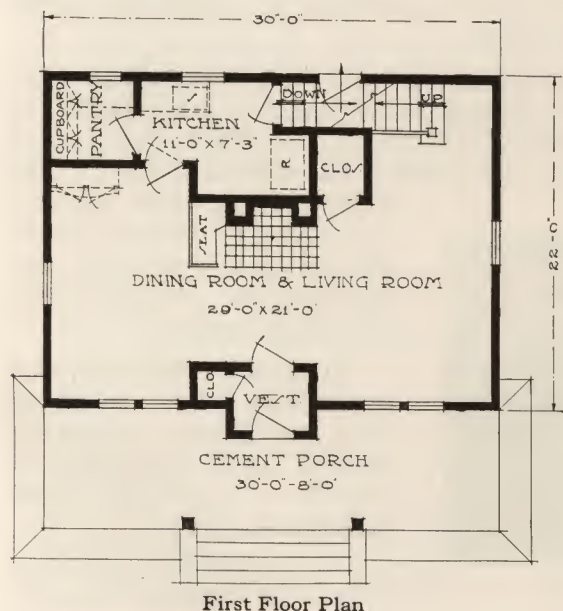 30'-0"
CUPBOARD
PANTRY
S
KITCHEN
11'-0" X 7'-3"
DOWN
UP
R
CLOS
SEAT
22'-0"
DINING ROOM & LIVING ROOM
29'-0" X 21'-0"
CLOS
VEST
CEMENT PORCH
30'-0"-8'-0"
First Floor Plan